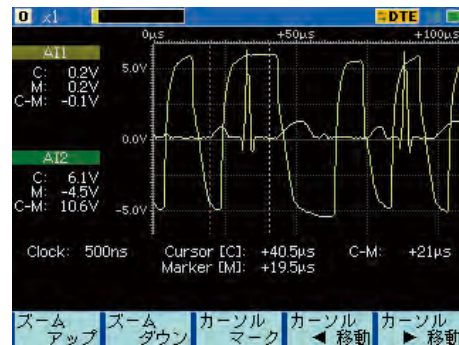 0 x1 DTE
0μs +50μs +100μs
AI1
C: 0.2V
M: 0.2V
C-M: -0.1V
5.0V
0.0V
-5.0V
AI2
C: 6.1V
M: -4.5V
C-M: 10.6V
Clock: 500ns Cursor [C]: +40.5μs C-M: +21μs
Marker [M]: +19.5μs
ズーム ズーム カーソル カーソル カーソル
アップ ダウン マーク ◀ 移動 ▶ 移動